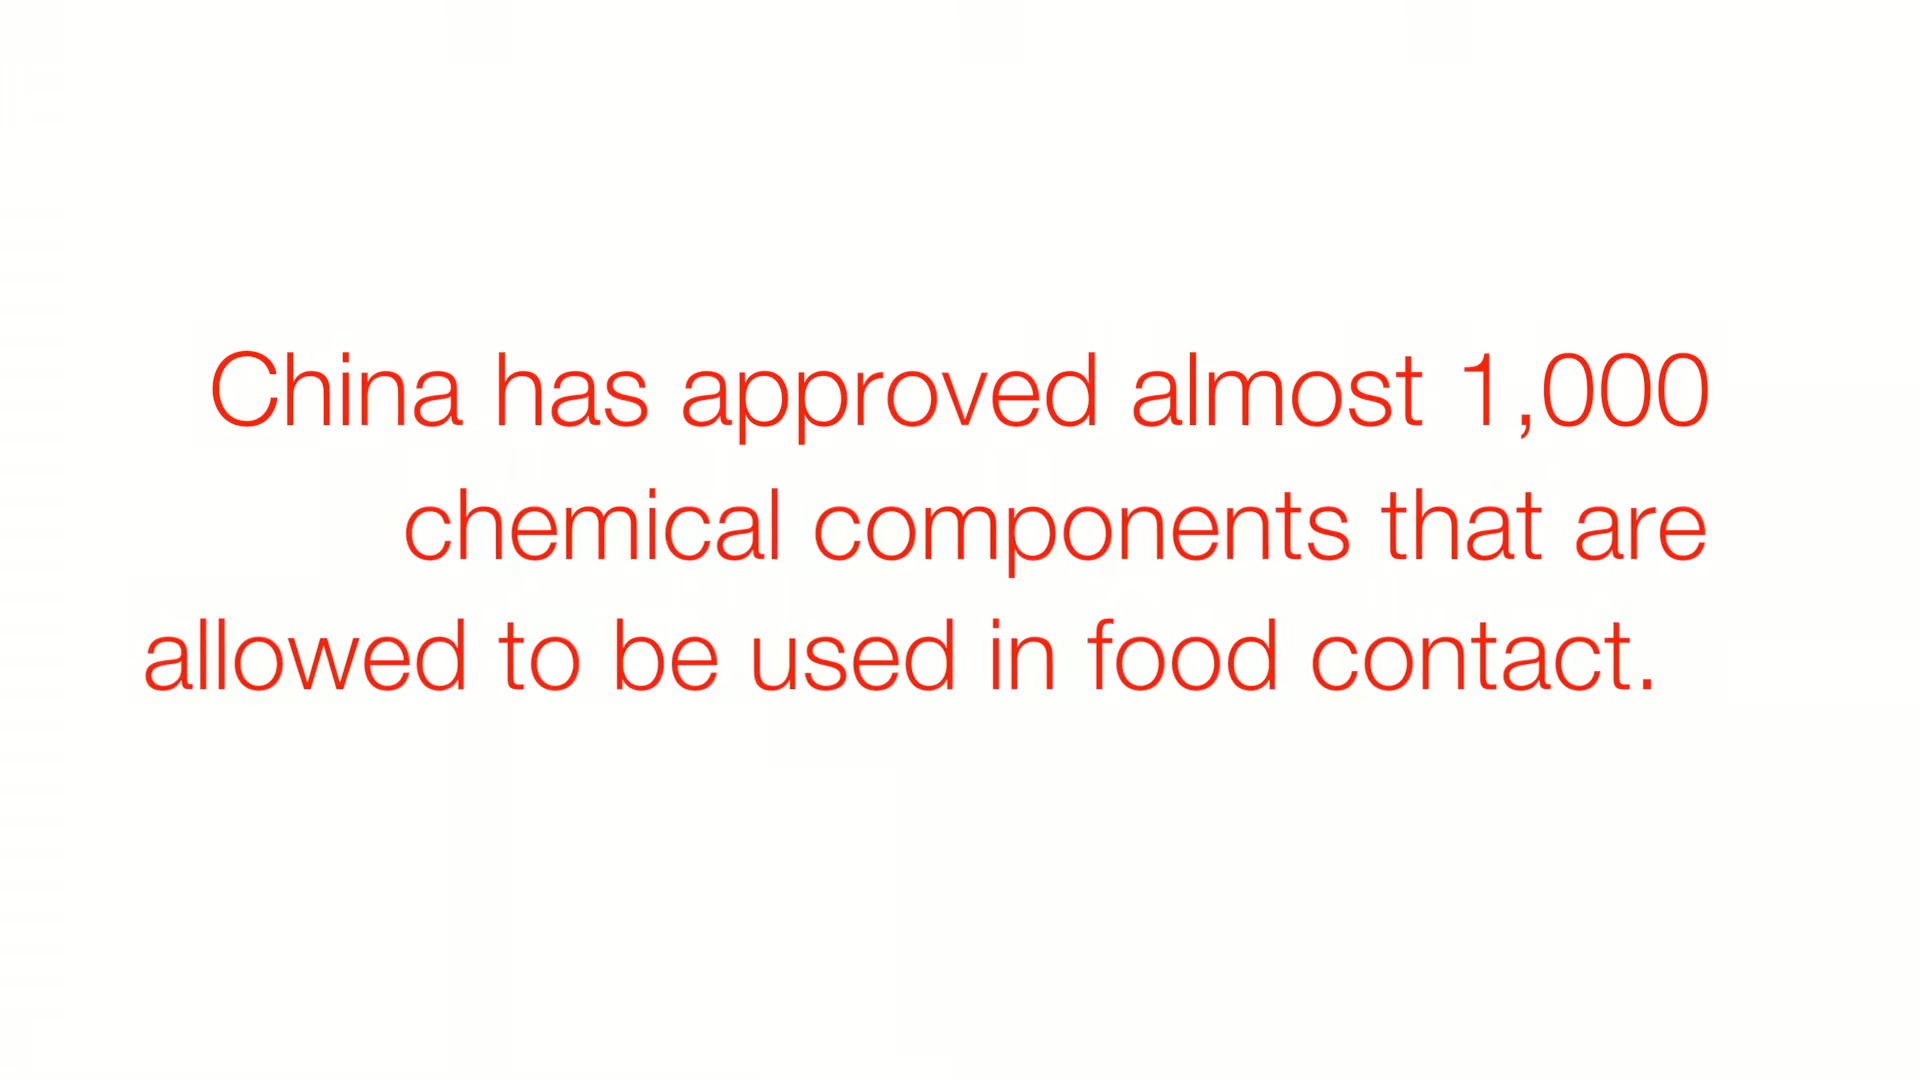 China has approved almost 1,000
chemical components that are
allowed to be used in food contact.